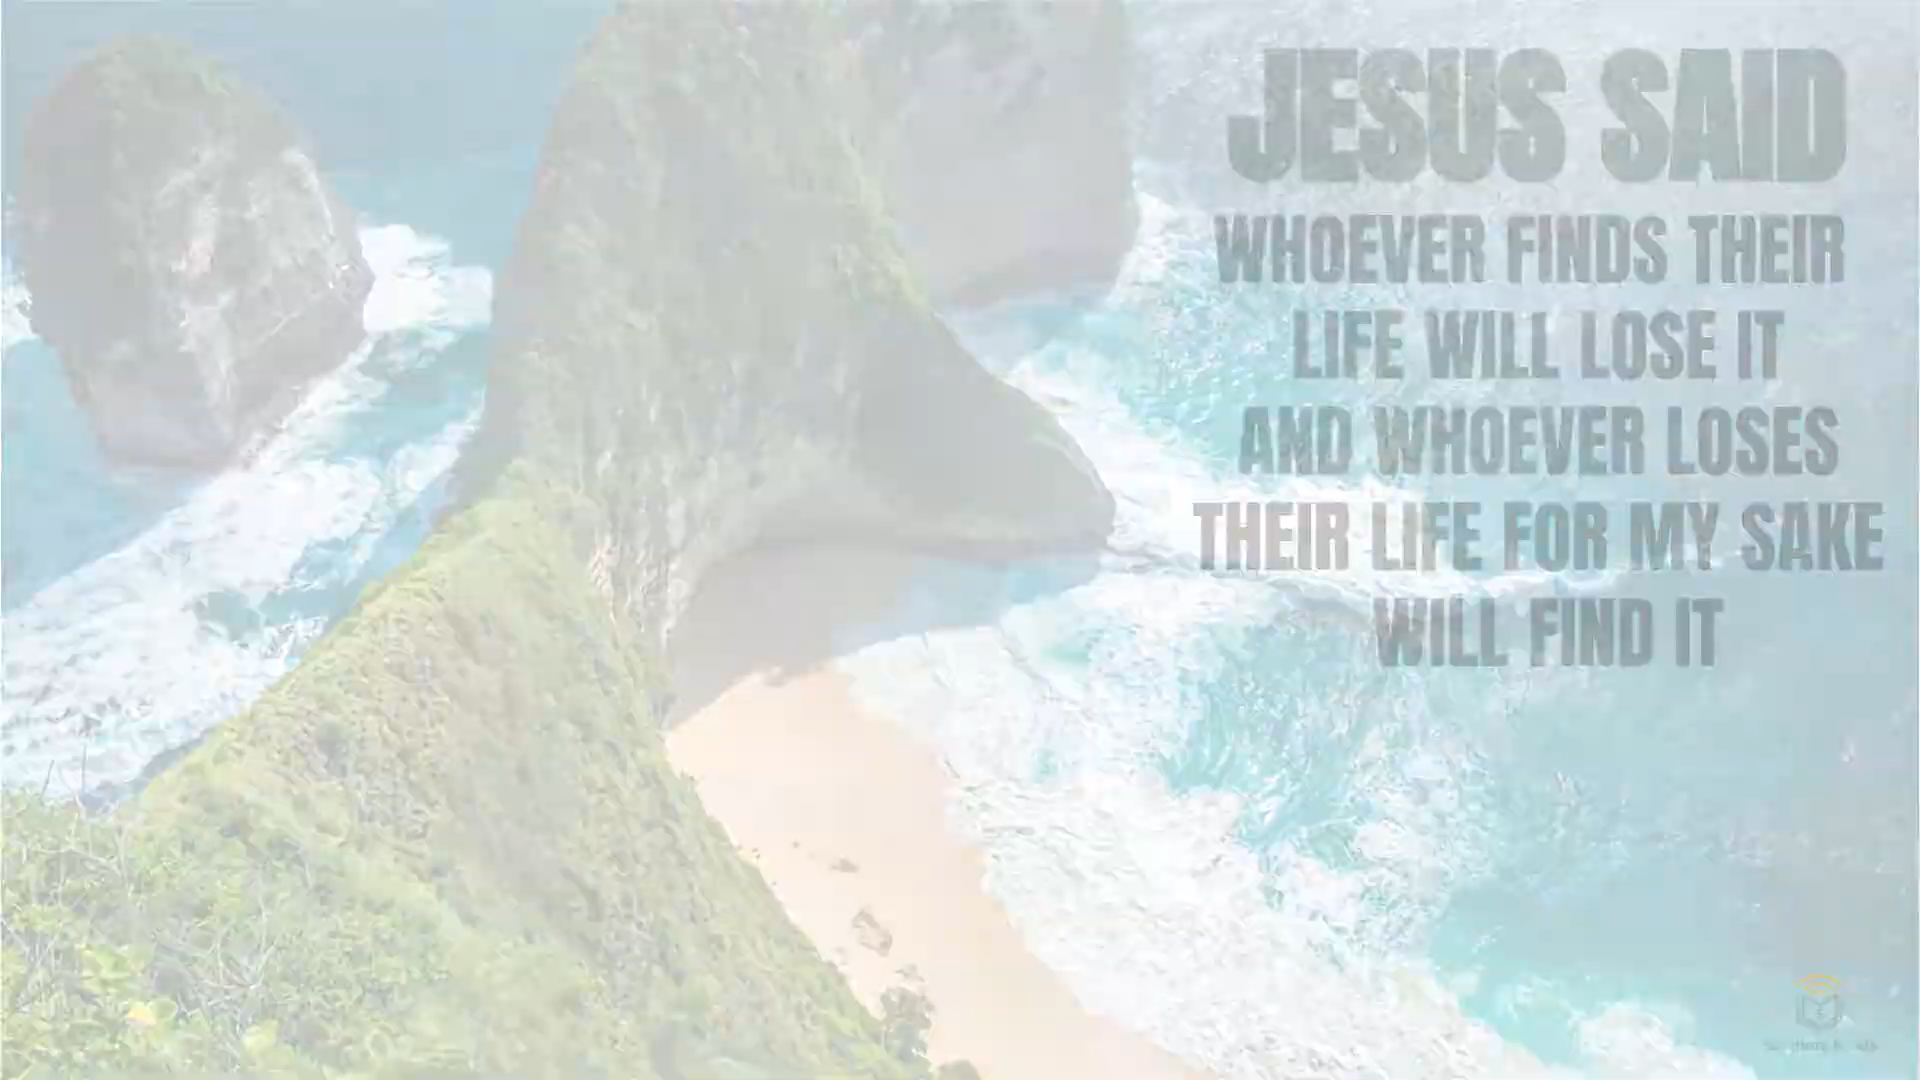 JESUS SAID
WHOEVER FINDS THEIR
LIFE WILL LOSE IT
AND WHOEVER LOSES
THEIR LIFE FOR MY SAKE
WILL FIND IT